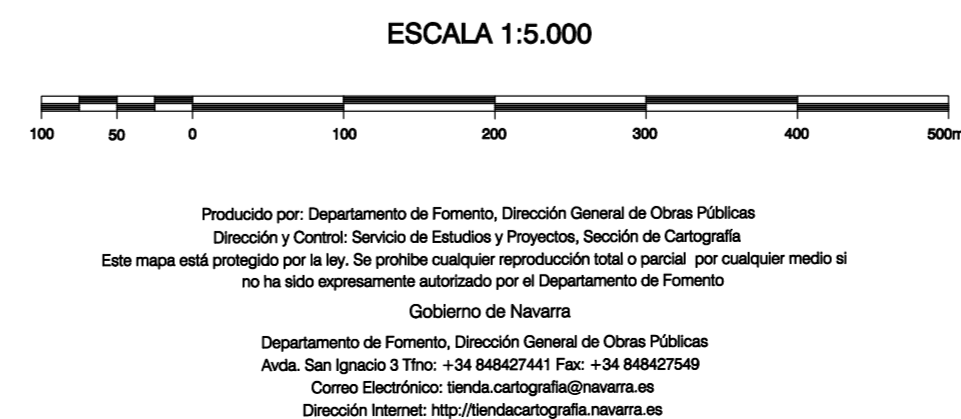 ESCALA 1:5.000
100 50 0 100 200 300 400 500m
Producido por: Departamento de Fomento, Dirección General de Obras Públicas
Dirección y Control: Servicio de Estudios y Proyectos, Sección de Cartografía
Este mapa está protegido por la ley. Se prohibe cualquier reproducción total o parcial por cualquier medio si
no ha sido expresamente autorizado por el Departamento de Fomento
Gobierno de Navarra
Departamento de Fomento, Dirección General de Obras Públicas
Avda. San Ignacio 3 Tfno: +34 848427441 Fax: +34 848427549
Correo Electrónico: tienda.cartografia@navarra.es
Dirección Internet: http://tiendacartografia.navarra.es